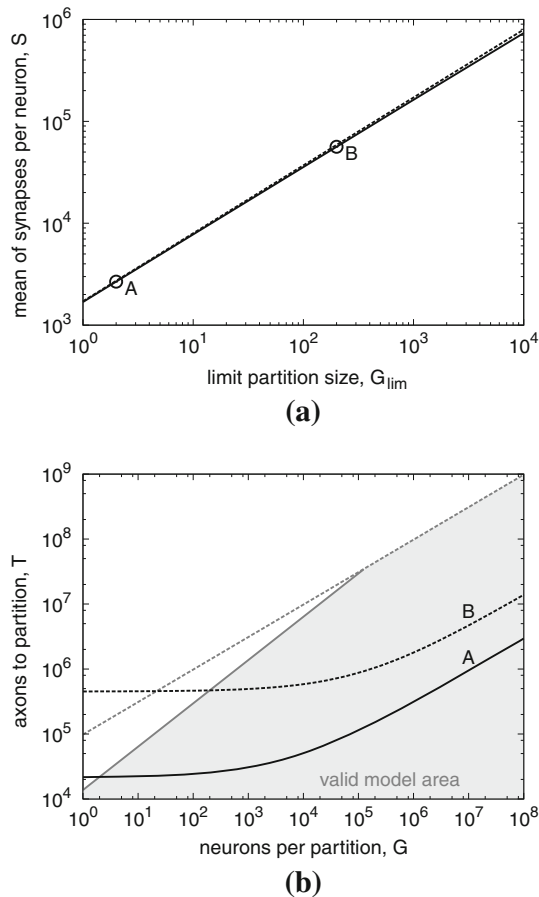 10^6
10^5
10^4
10^3
mean of synapses per neuron, S
A
B
10^0 10^1 10^2 10^3 10^4
limit partition size, G_lim
(a)
10^9
10^8
10^7
10^6
10^5
10^4
axons to partition, T
B
A
valid model area
10^0 10^1 10^2 10^3 10^4 10^5 10^6 10^7 10^8
neurons per partition, G
(b)